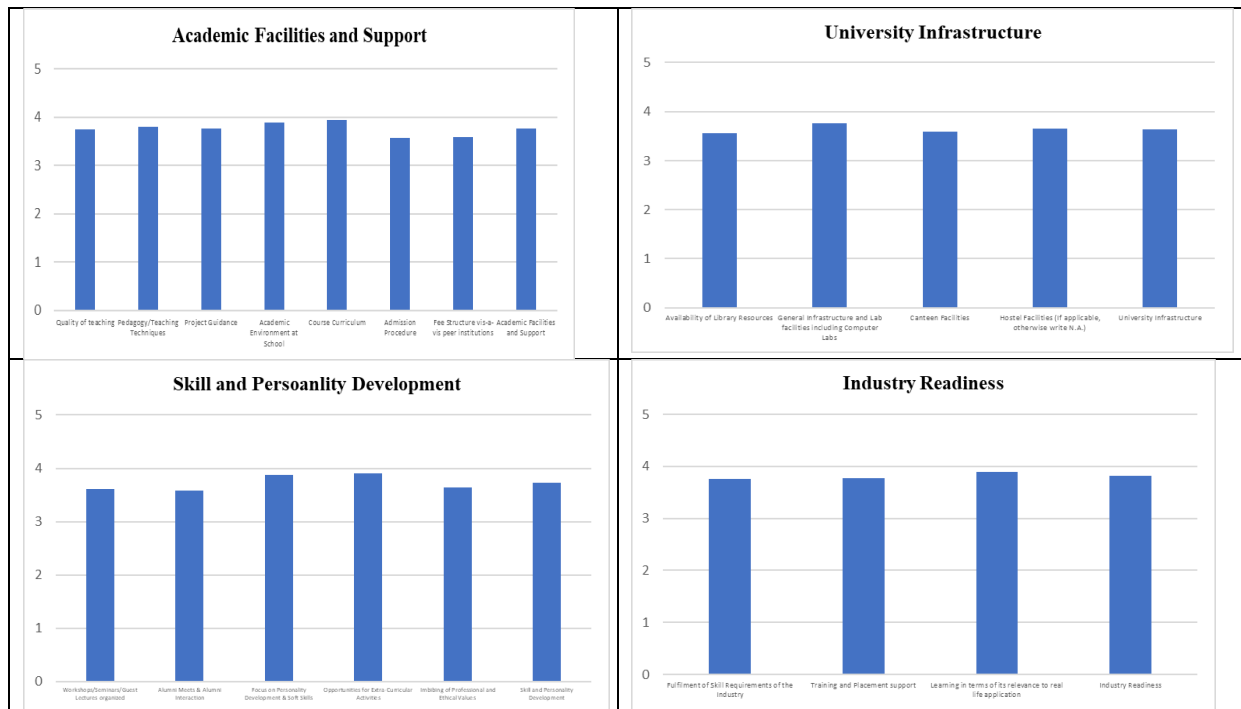 Academic Facilities and Support
5
4
3
2
1
0
Quality of teaching
Pedagogy/Teaching
Techniques
Project Guidance
Academic
Environment at
School
Course Curriculum
Admission
Procedure
Fee Structure vis-a-
vis peer institutions
Academic Facilities
and Support
University Infrastructure
5
4
3
2
1
0
Availability of Library Resources
General Infrastructure and Lab
facilities including Computer
Labs
Canteen Facilities
Hostel Facilities (If applicable,
otherwise write N.A.)
University Infrastructure
Skill and Persoanlity Development
5
4
3
2
1
0
Workshops/Seminars/Guest
Lectures organised
Alumni Meets & Alumni
Interaction
Focus on Personality
Development & Soft Skills
Opportunities for Extra-Curricular
Activities
Imbibing of Professional and
Ethical Values
Skill and Personality
Development
Industry Readiness
5
4
3
2
1
0
Fulfilment of Skill Requirements of the
Industry
Training and Placement support
Learning in terms of its relevance to real
life application
Industry Readiness